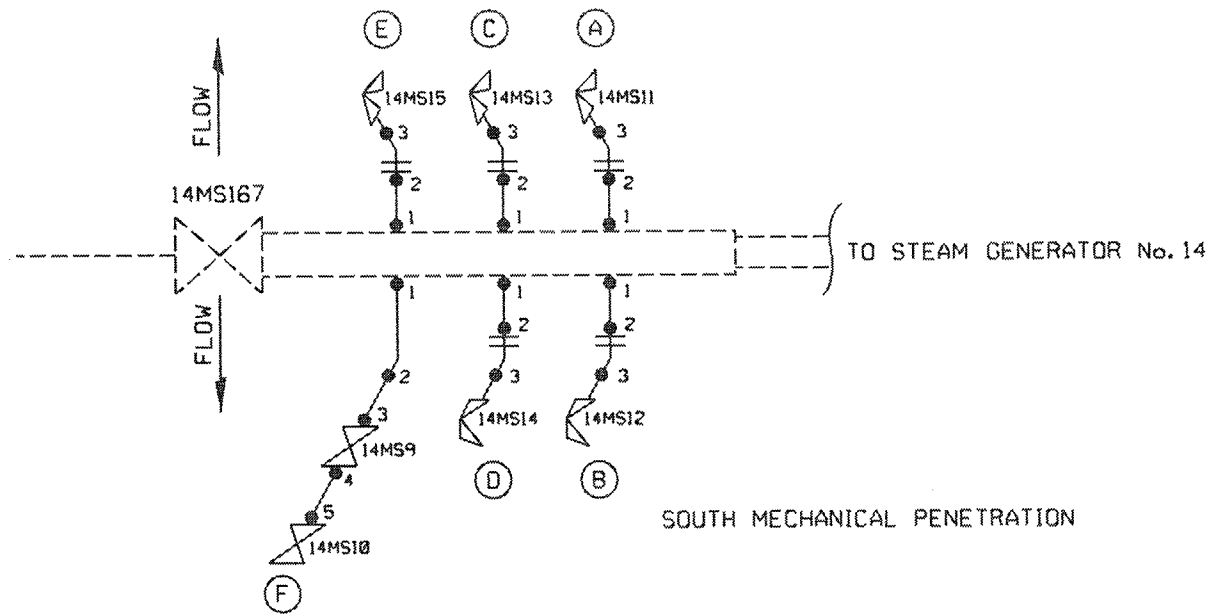 E
C
A
14MS15
14MS13
14MS11
3
3
3
FLOW
2
2
2
14MS167
1
1
1
TO STEAM GENERATOR No. 14
1
1
1
2
2
FLOW
2
3
3
3
14MS9
14MS14
14MS12
4
D
B
5
SOUTH MECHANICAL PENETRATION
14MS10
F